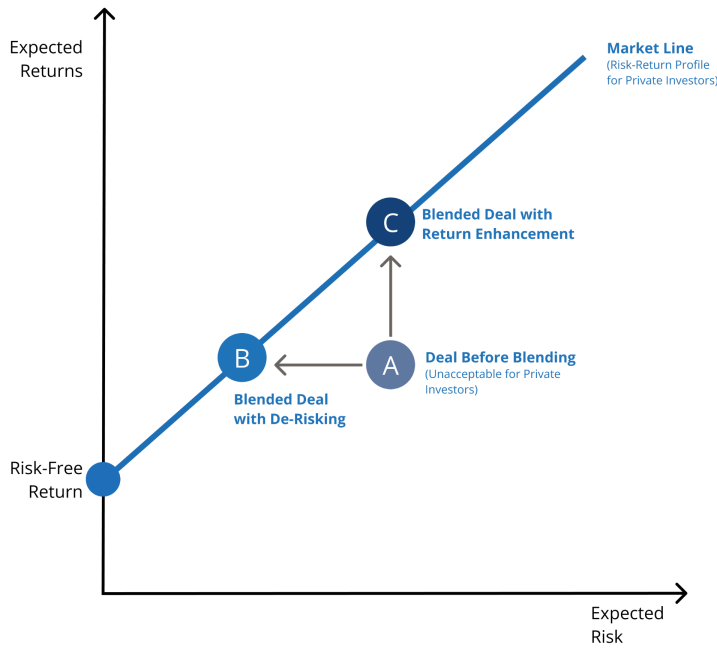 Expected
Returns
Market Line
(Risk-Return Profile
for Private Investors)
C
Blended Deal with
Return Enhancement
B
A
Deal Before Blending
(Unacceptable for Private
Investors)
Blended Deal
with De-Risking
Risk-Free
Return
Expected
Risk